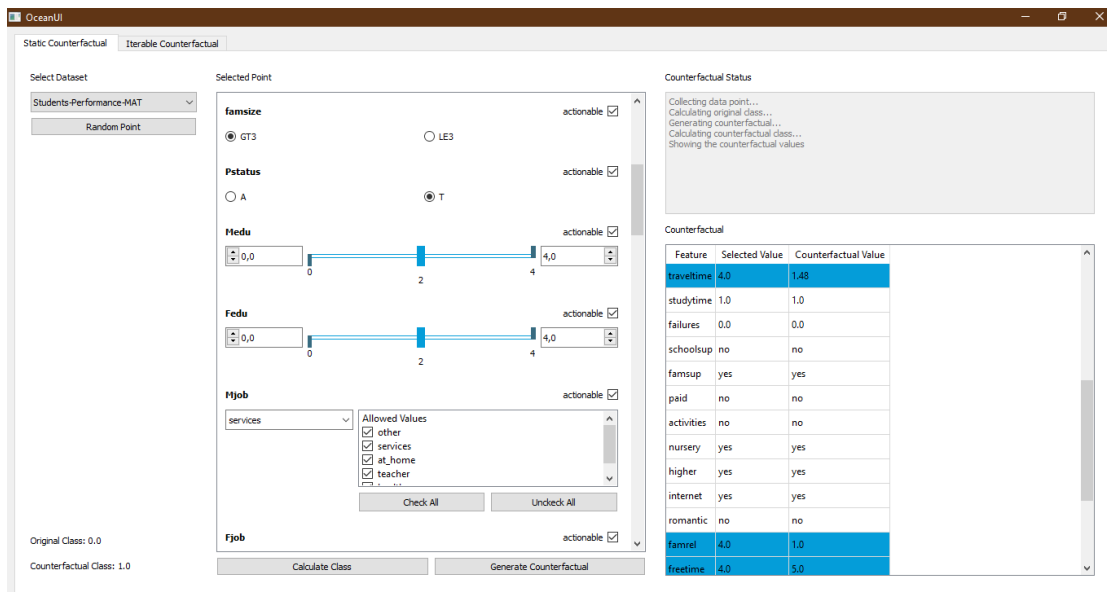 OceanUI
Static Counterfactual Iterable Counterfactual
Select Dataset
Students-Performance-MAT
Random Point
Original Class: 0.0
Counterfactual Class: 1.0
Selected Point
famsize actionable
GT3 LE3
Pstatus actionable
A T
Medu actionable
0,0 4,0
0 4
2
Fedu actionable
0,0 4,0
0 4
2
Mjob actionable
services Allowed Values
other
services
at_home
teacher
Check All Unckeck All
Fjob actionable
Calculate Class Generate Counterfactual
Counterfactual Status
Collecting data point...
Calculating original class...
Generating counterfactual...
Calculating counterfactual class...
Showing the counterfactual values
Counterfactual
Feature Selected Value Counterfactual Value
traveltime 4.0 1.48
studytime 1.0 1.0
failures 0.0 0.0
schoolsup no no
famsup yes yes
paid no no
activities no no
nursery yes yes
higher yes yes
internet yes yes
romantic no no
famrel 4.0 1.0
freetime 4.0 5.0